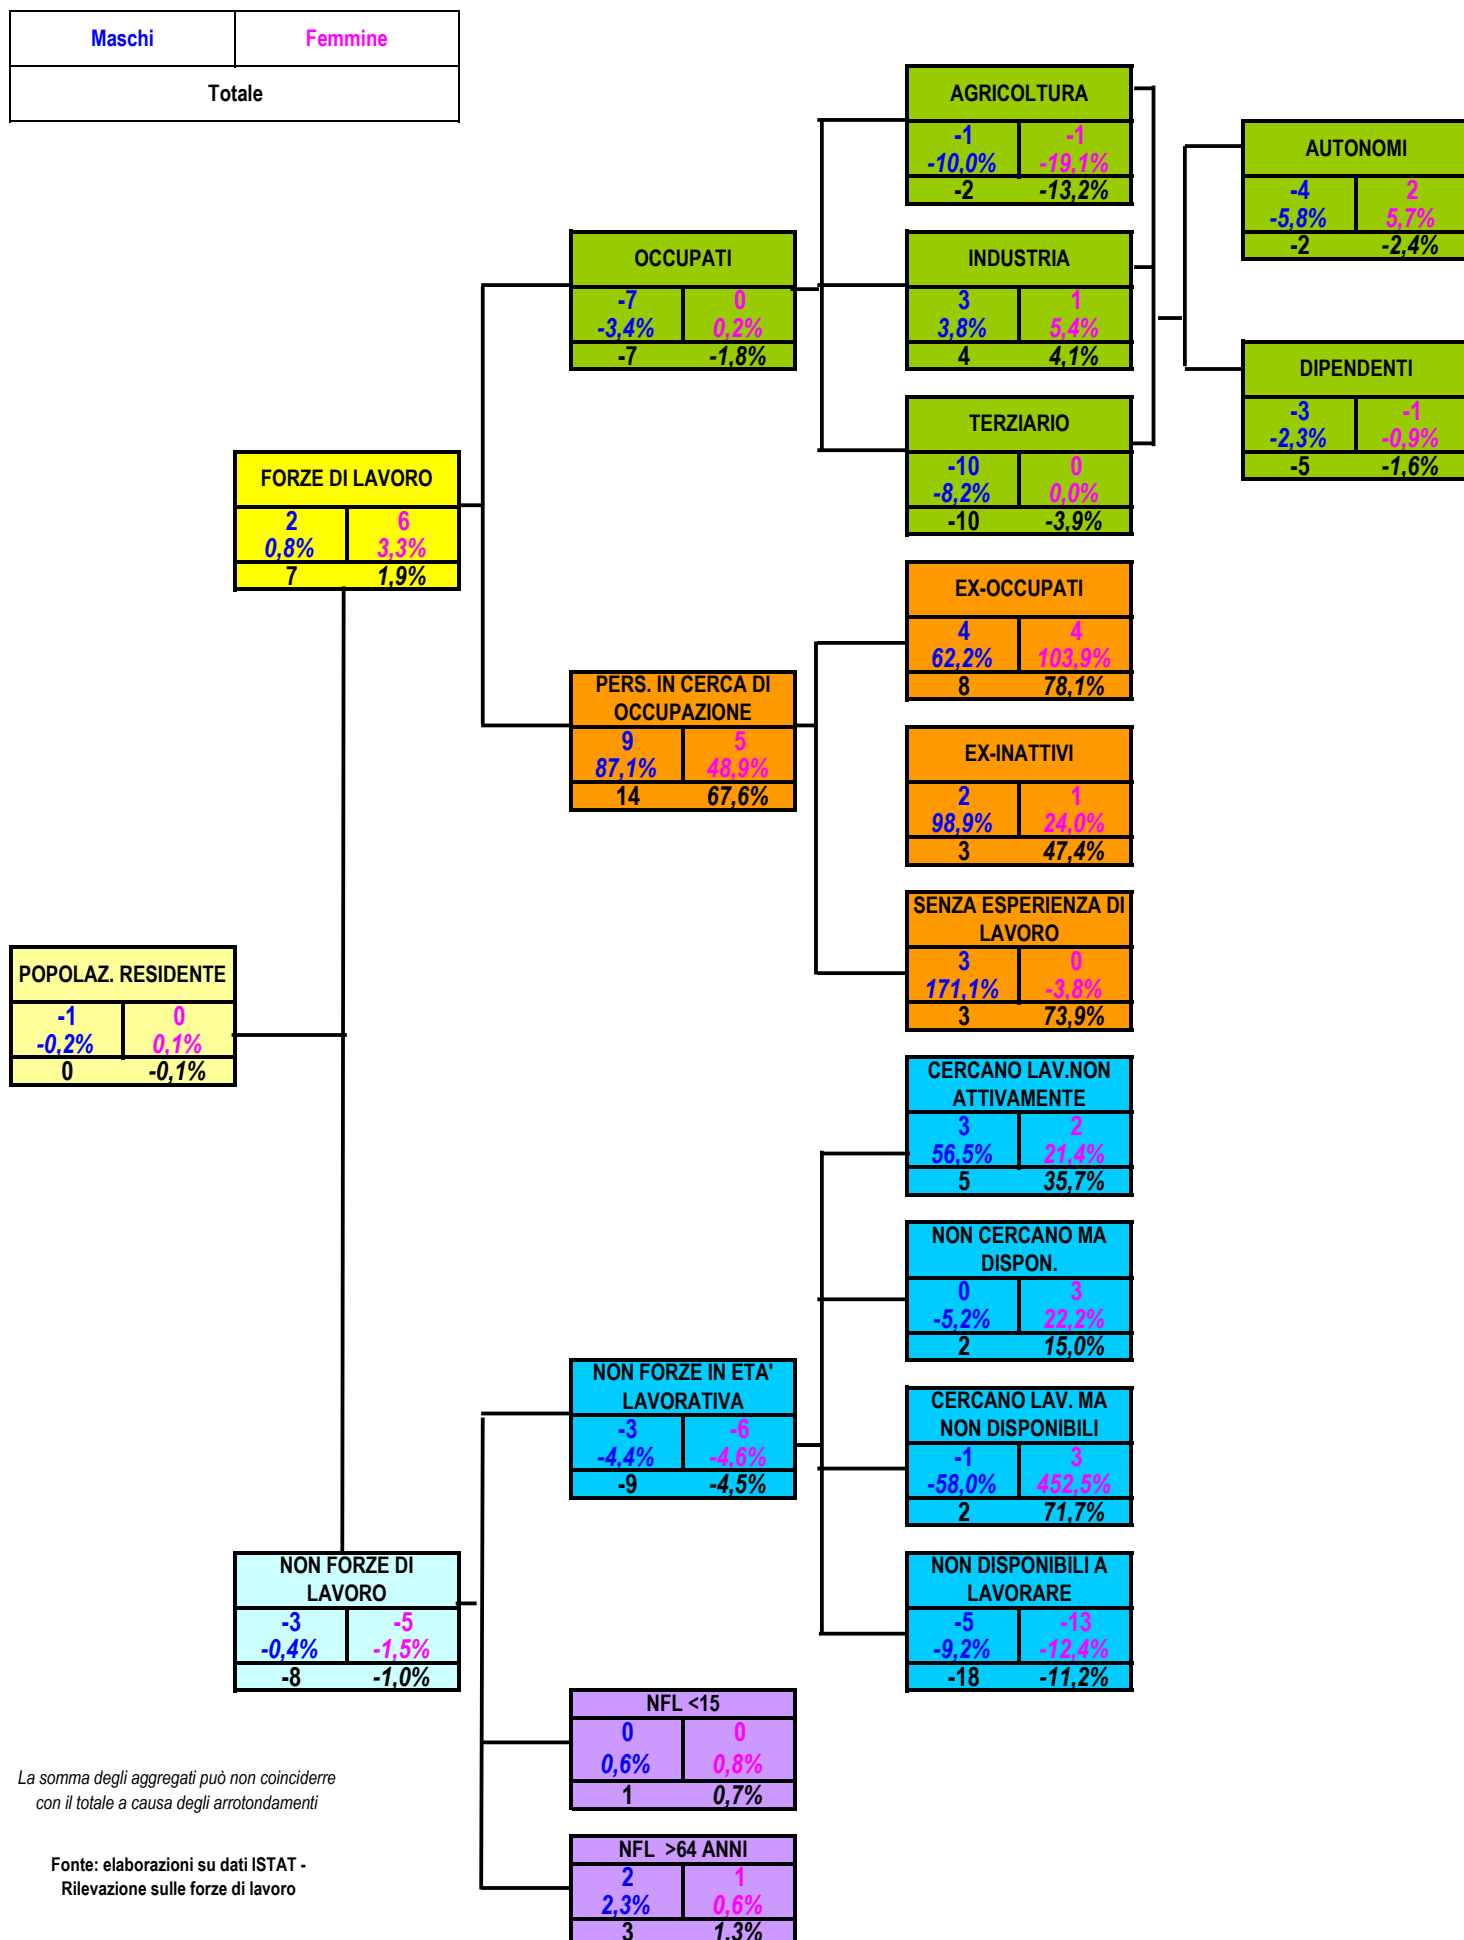 Maschi Femmine
Totale
AGRICOLTURA
-1 -1
-10,0% -19,1%
-2 -13,2%
AUTONOMI
-4 2
-5,8% 5,7%
-2 -2,4%
OCCUPATI
-7 0
-3,4% 0,2%
-7 -1,8%
INDUSTRIA
3 1
3,8% 5,4%
4 4,1%
DIPENDENTI
-3 -1
-2,3% -0,9%
-5 -1,6%
TERZIARIO
-10 0
-8,2% 0,0%
-10 -3,9%
FORZE DI LAVORO
2 6
0,8% 3,3%
7 1,9%
EX-OCCUPATI
4 4
62,2% 103,9%
8 78,1%
PERS. IN CERCA DI
OCCUPAZIONE
9 5
87,1% 48,9%
14 67,6%
EX-INATTIVI
2 1
98,9% 24,0%
3 47,4%
SENZA ESPERIENZA DI
LAVORO
3 0
171,1% -3,8%
3 73,9%
POPOLAZ. RESIDENTE
-1 0
-0,2% 0,1%
0 -0,1%
CERCANO LAV.NON
ATTIVAMENTE
3 2
56,5% 21,4%
5 35,7%
NON CERCANO MA
DISPON.
0 3
-5,2% 22,2%
2 15,0%
NON FORZE IN ETA'
LAVORATIVA
-3 -6
-4,4% -4,6%
-9 -4,5%
CERCANO LAV. MA
NON DISPONIBILI
-1 3
-58,0% 452,5%
2 71,7%
NON FORZE DI
LAVORO
-3 -5
-0,4% -1,5%
-8 -1,0%
NON DISPONIBILI A
LAVORARE
-5 -13
-9,2% -12,4%
-18 -11,2%
NFL <15
0 0
0,6% 0,8%
1 0,7%
La somma degli aggregati può non coinciderre
con il totale a causa degli arrotondamenti
NFL >64 ANNI
2 1
2,3% 0,6%
3 1,3%
Fonte: elaborazioni su dati ISTAT -
Rilevazione sulle forze di lavoro